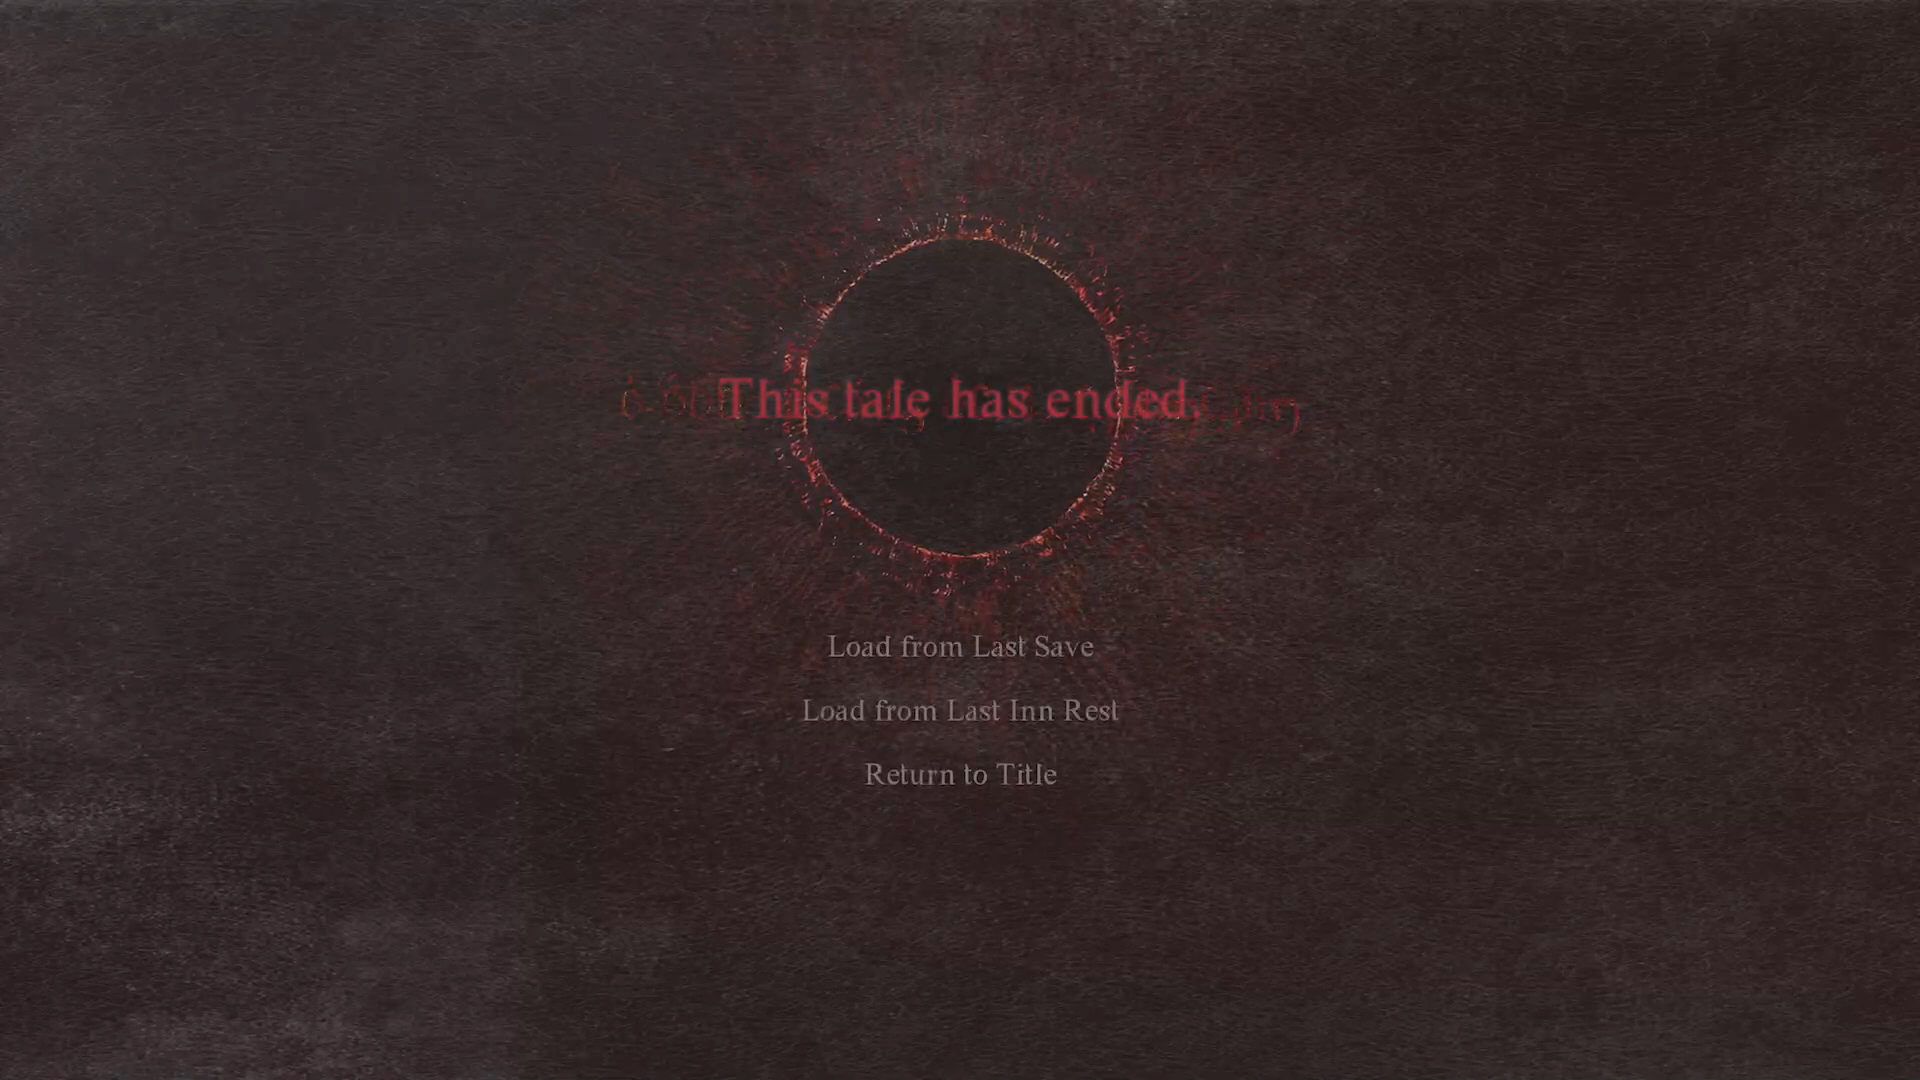 This tale has ended.
Load from Last Save
Load from Last Inn Rest
Return to Title